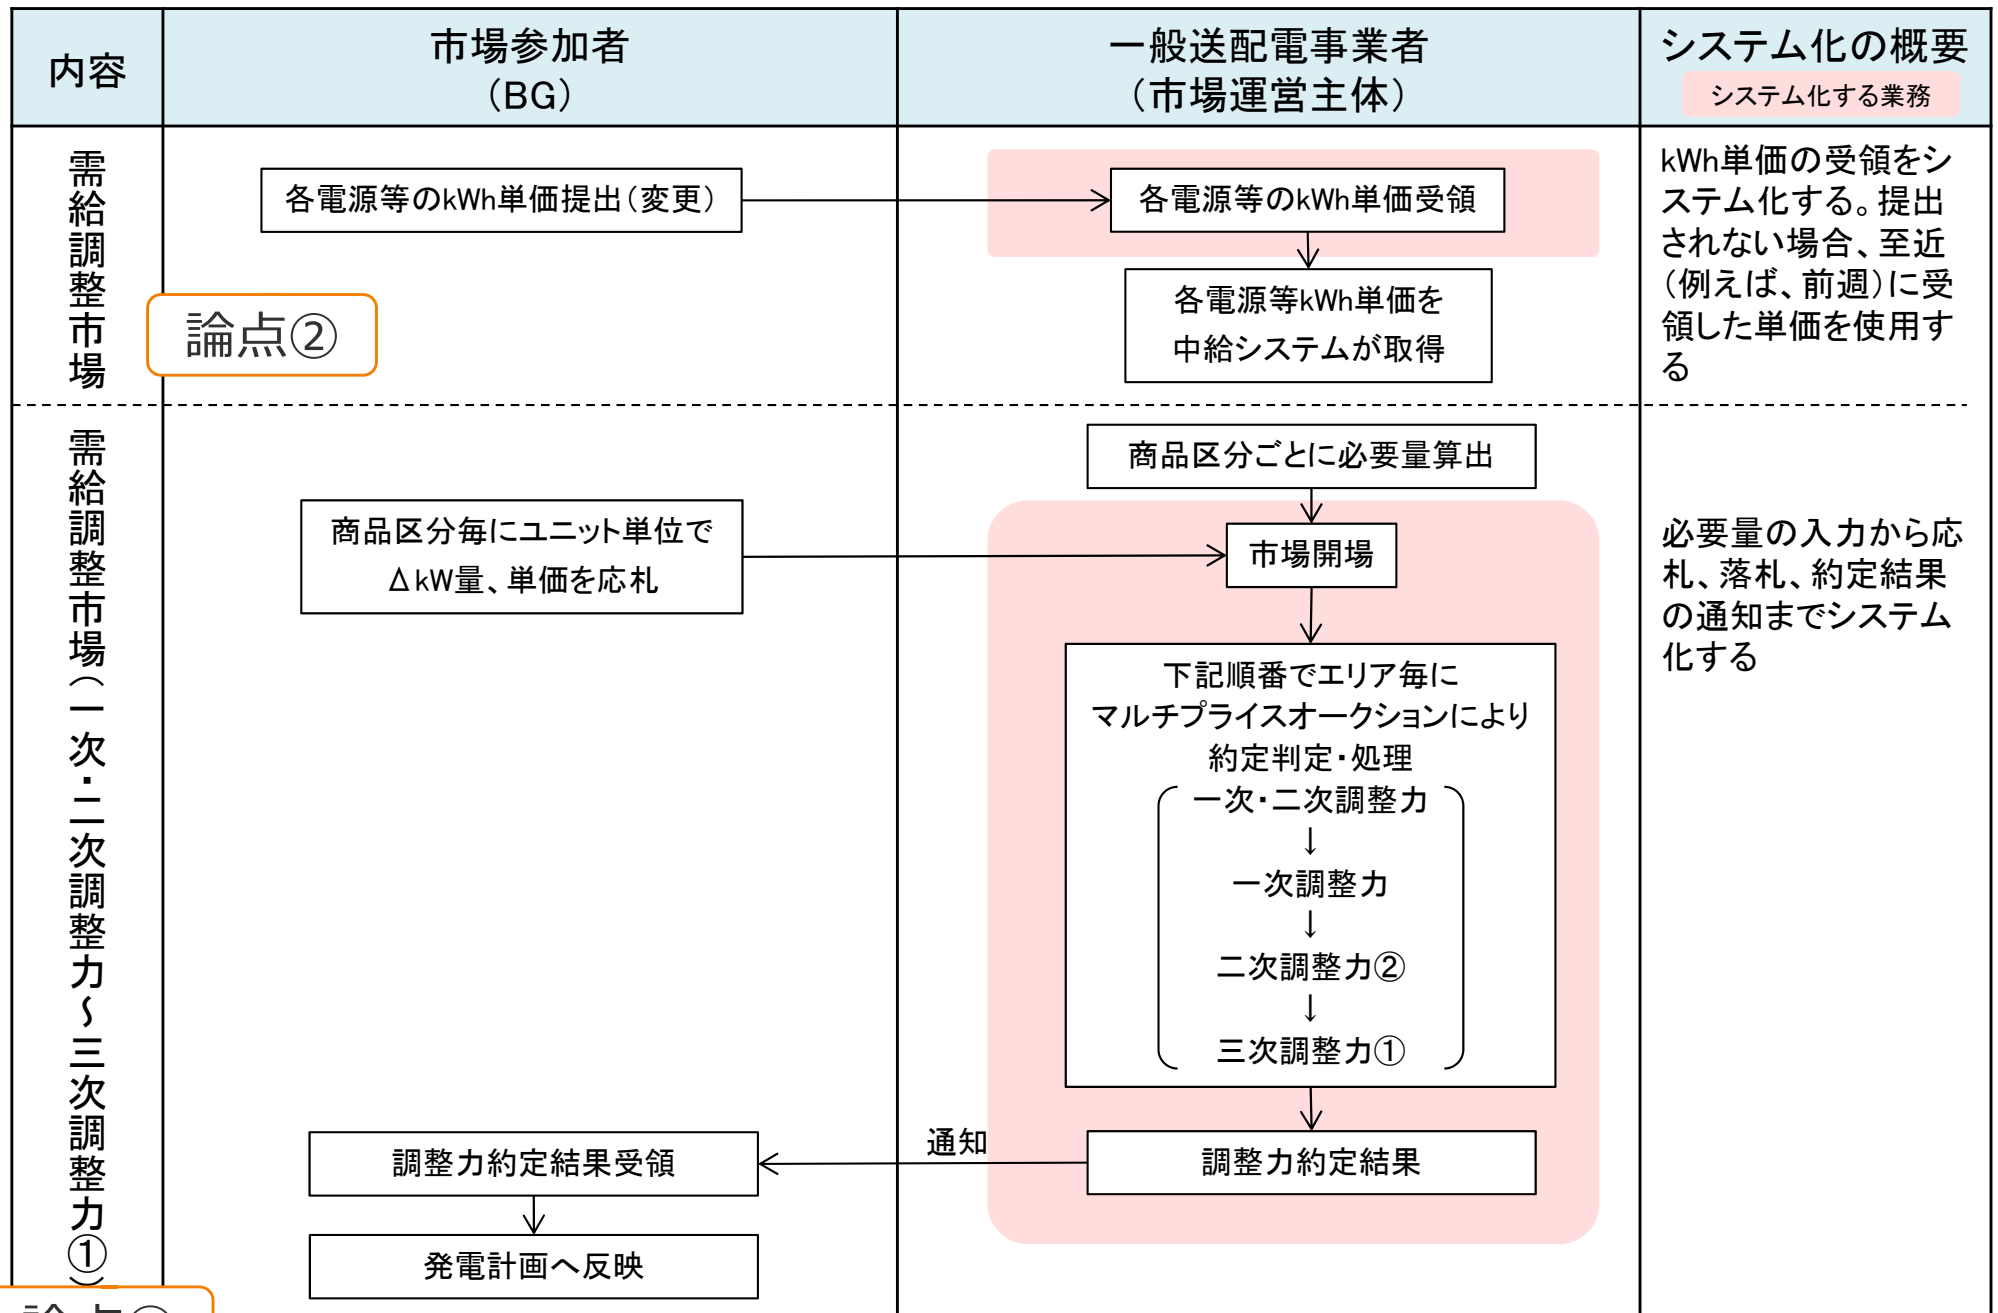 内容
市場参加者
（BG）
一般送配電事業者
（市場運営主体）
システム化の概要
システム化する業務
需給調整市場
各電源等のkWh単価提出（変更）
各電源等のkWh単価受領
各電源等kWh単価を
中給システムが取得
kWh単価の受領をシ
ステム化する。提出
されない場合、至近
（例えば、前週）に受
領した単価を使用す
る
論点②
需給調整市場（一次・二次調整力～三次調整力①）
商品区分ごとに必要量算出
商品区分毎にユニット単位で
ΔkW量、単価を応札
市場開場
下記順番でエリア毎に
マルチプライスオークションにより
約定判定・処理
一次・二次調整力
↓
一次調整力
↓
二次調整力②
↓
三次調整力①
必要量の入力から応
札、落札、約定結果
の通知までシステム
化する
通知
調整力約定結果受領
調整力約定結果
発電計画へ反映